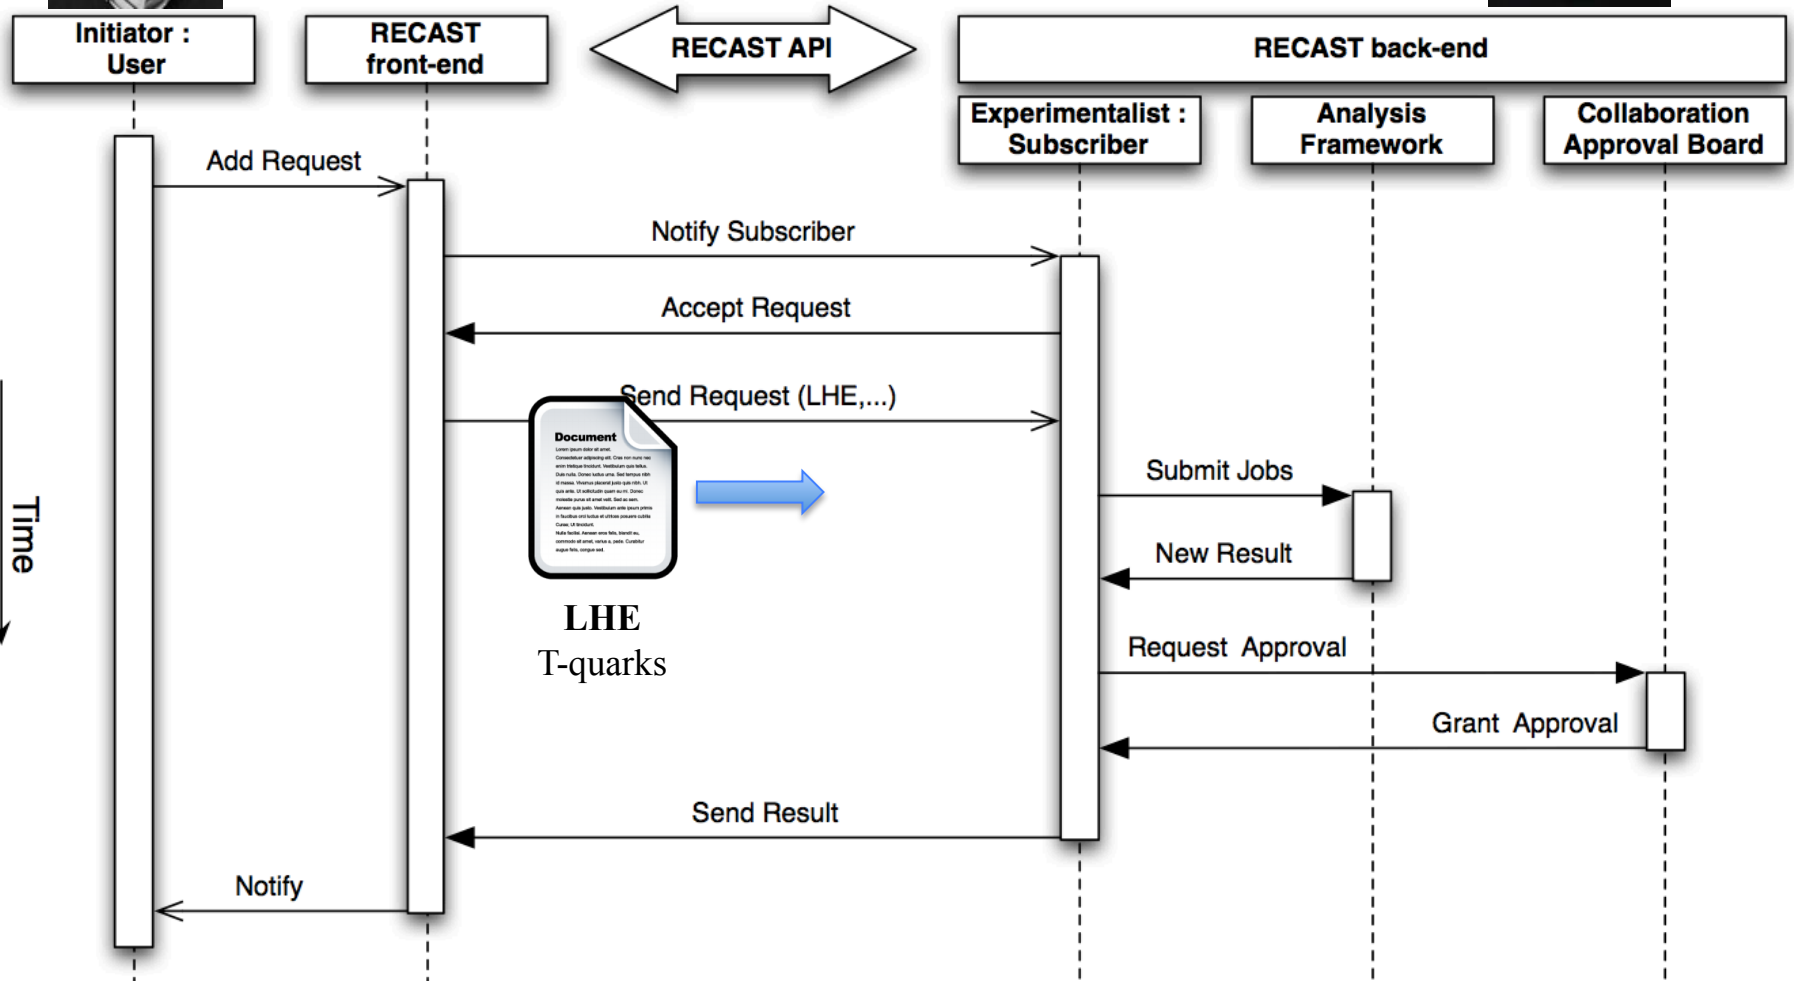 Initiator :
User
RECAST
front-end
RECAST API
RECAST back-end
Experimentalist :
Subscriber
Analysis
Framework
Collaboration
Approval Board
Add Request
Notify Subscriber
Accept Request
Send Request (LHE,...)
Document
Submit Jobs
New Result
LHE
T-quarks
Request Approval
Grant Approval
Send Result
Notify
Time